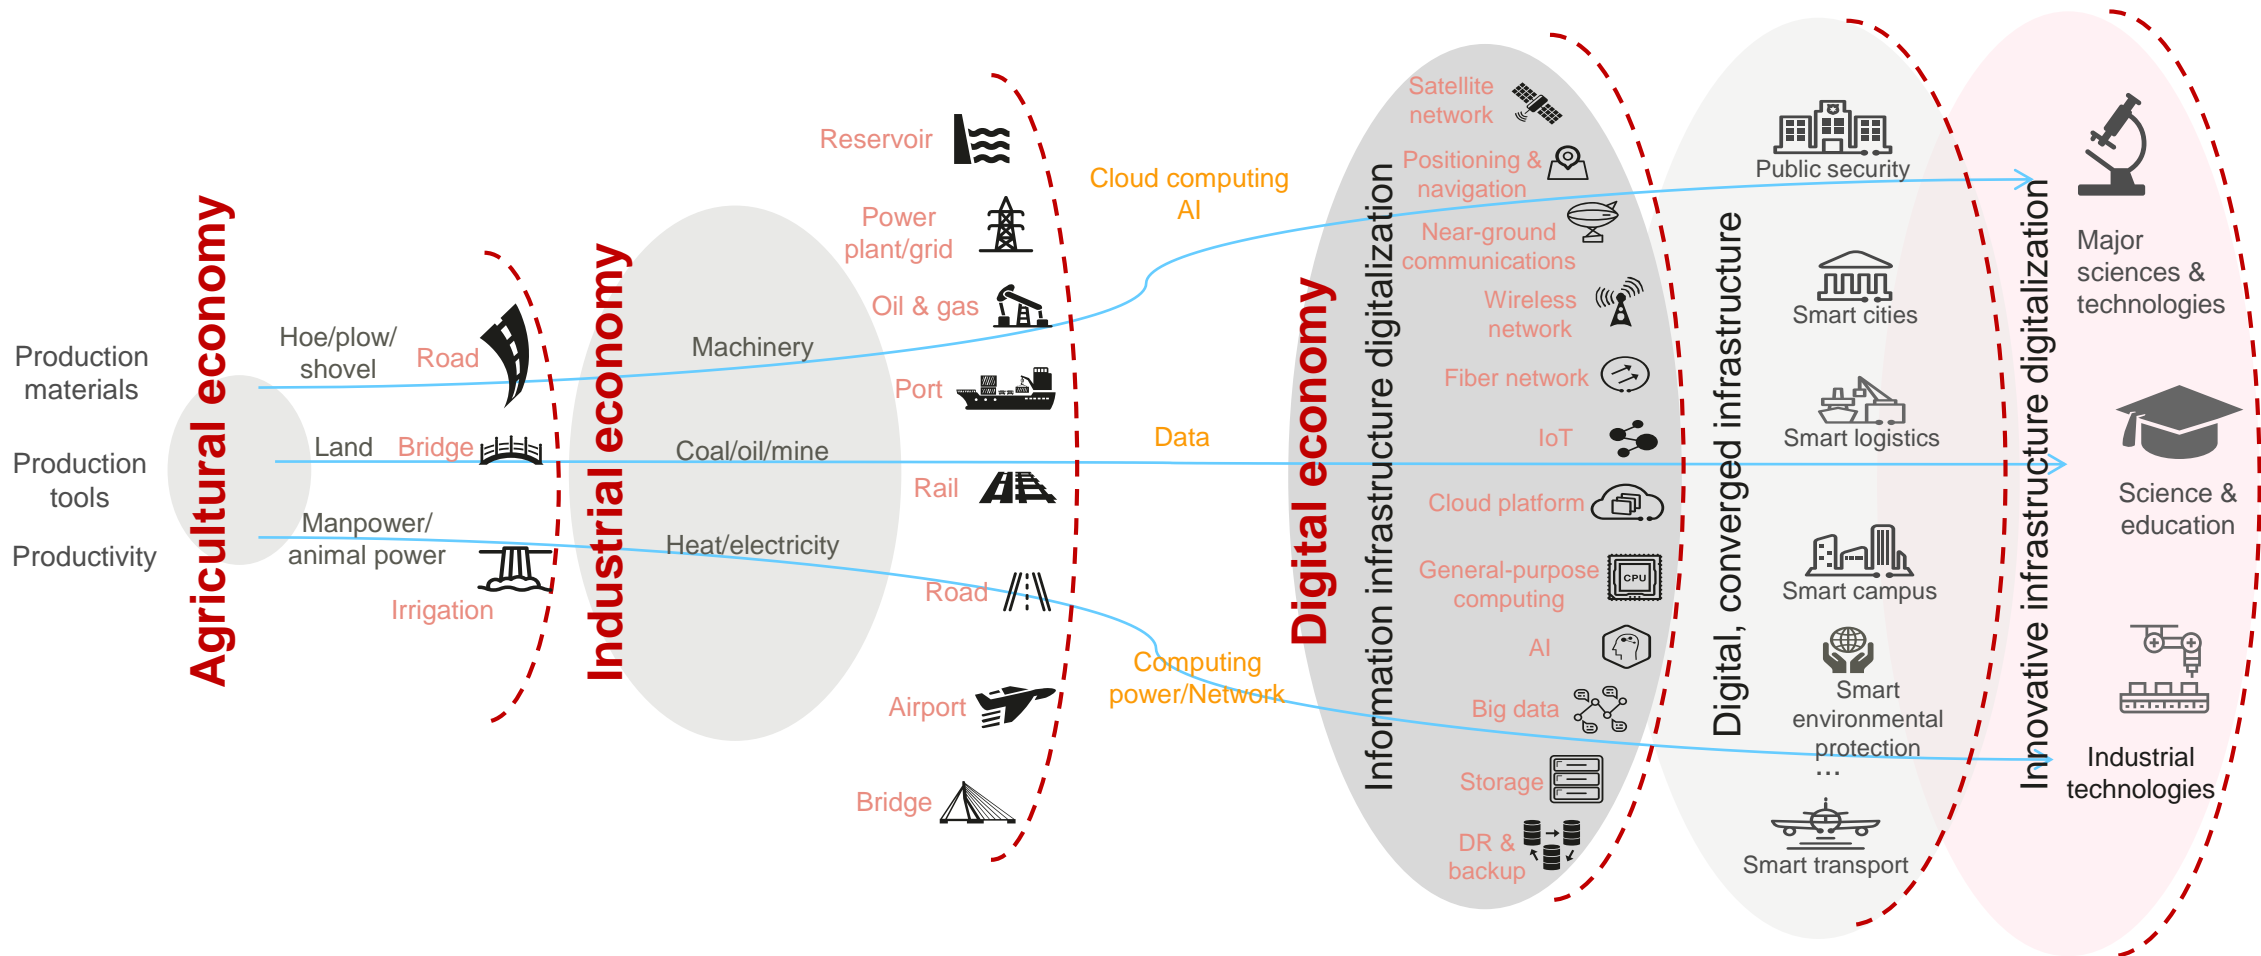 Production
materials
Production
tools
Productivity
Agricultural economy
Hoe/plow/
shovel
Land
Manpower/
animal power
Road
Bridge
Irrigation
Industrial economy
Machinery
Coal/oil/mine
Heat/electricity
Reservoir
Power
plant/grid
Oil & gas
Port
Rail
Road
Airport
Bridge
Cloud computing
AI
Data
Computing
power/Network
Digital economy
Information infrastructure digitalization
Satellite
network
Positioning &
navigation
Near-ground
communications
Wireless
network
Fiber network
IoT
Cloud platform
General-purpose
computing
CPU
AI
Big data
Storage
DR &
backup
Digital, converged infrastructure
Public security
Smart cities
Smart logistics
Smart campus
Smart
environmental
protection
...
Smart transport
Innovative infrastructure digitalization
Major
sciences &
technologies
Science &
education
Industrial
technologies